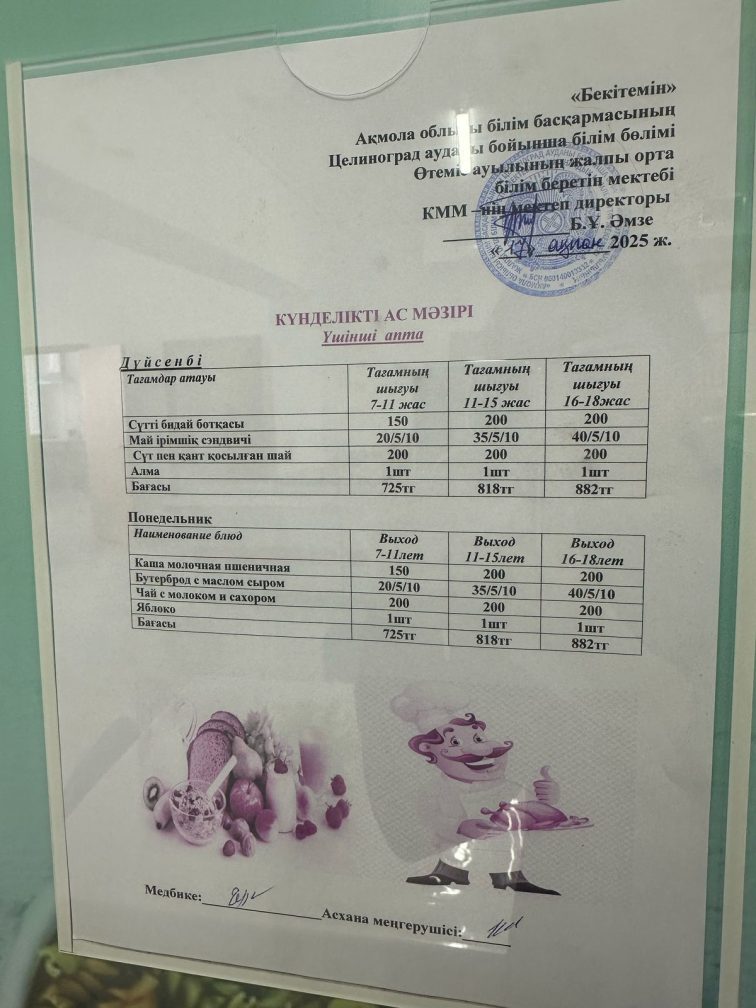 «Бекітемін»
Ақмола облысы білім басқармасының
Целиноград ауданы бойынша білім бөлімі
Өтеміс ауылының жалпы орта
білім беретін мектебі
КММ –нің мектеп директоры
Б.Ұ. Әмзе
«17» ақпан 2025 ж.
КҮНДЕЛІКТІ АС МӘЗІРІ
Үшінші апта
Дүйсенбі
Тағамдар атауы Тағамның шығуы 7-11 жас Тағамның шығуы 11-15 жас Тағамның шығуы 16-18жас
Сүтті бидай ботқасы 150 200 200
Май ірімшік сэндвичі 20/5/10 35/5/10 40/5/10
Сүт пен қант қосылған шай 200 200 200
Алма 1шт 1шт 1шт
Бағасы 725тг 818тг 882тг
Понедельник
Наименование блюд Выход 7-11лет Выход 11-15лет Выход 16-18лет
Каша молочная пшеничная 150 200 200
Бутерброд с маслом сыром 20/5/10 35/5/10 40/5/10
Чай с молоком и сахором 200 200 200
Яблоко 1шт 1шт 1шт
Бағасы 725тг 818тг 882тг
Медбике:
Асхана меңгерушісі: